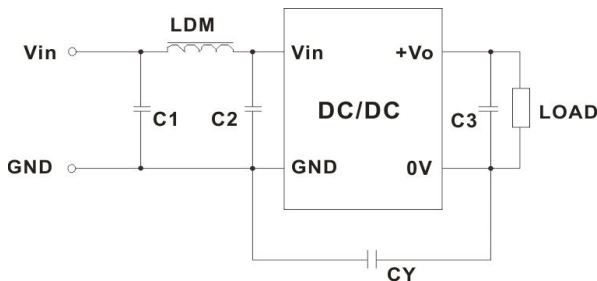 LDM
Vin
Vin
+Vo
C1
C2
DC/DC
C3
LOAD
GND
GND
0V
CY